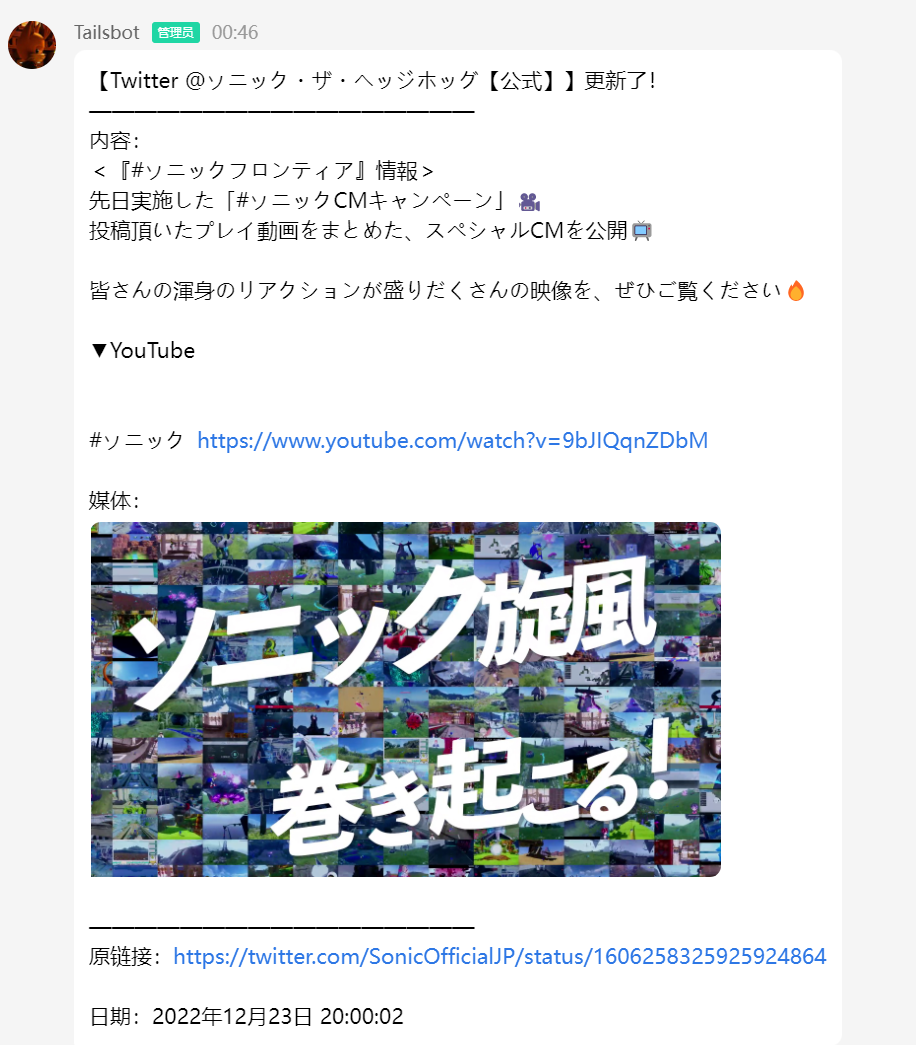 Tailsbot 管理员 00:46
【Twitter @ソニック・ザ・ヘッジホッグ【公式】】更新了!
————————————————
内容：
＜『#ソニックフロンティア』情報＞
先日実施した「#ソニックCMキャンペーン」🎥
投稿頂いたプレイ動画をまとめた、スペシャルCMを公開📺
皆さんの渾身のリアクションが盛りだくさんの映像を、ぜひご覧ください🔥
▼YouTube
#ソニック https://www.youtube.com/watch?v=9bJIQqnZDbM
媒体：
ソニック旋風
巻き起こる!
————————————————
原链接：https://twitter.com/SonicOfficialJP/status/1606258325925924864
日期：2022年12月23日 20:00:02